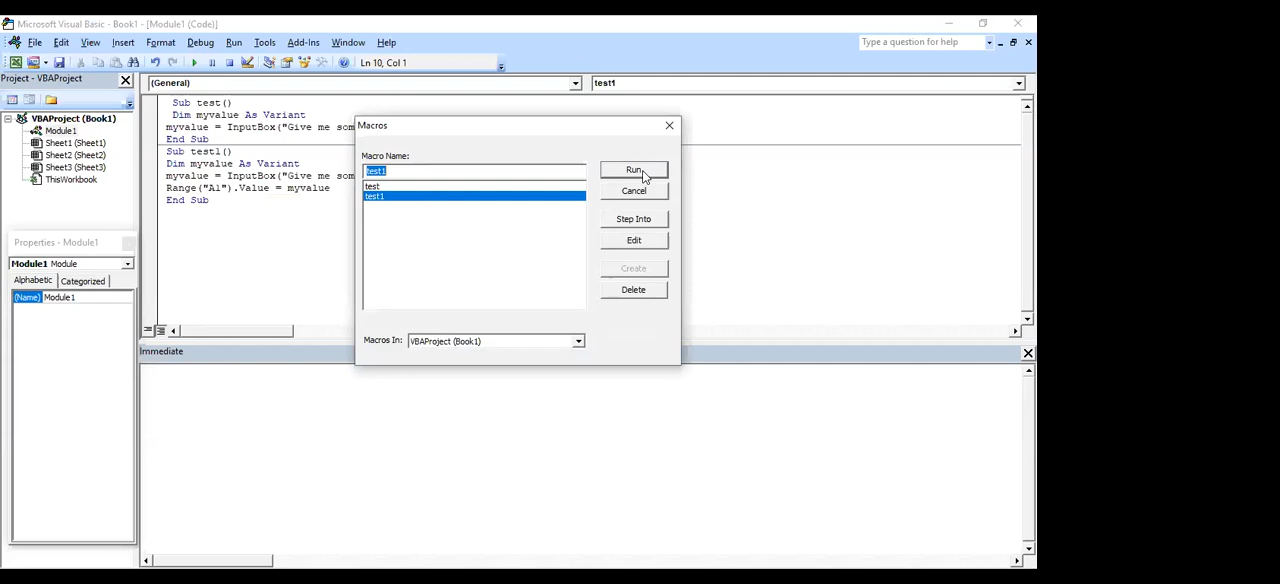 Microsoft Visual Basic - Book1 - [Module1 (Code)]
File Edit View Insert Format Debug Run Tools Add-Ins Window Help
Type a question for help
Ln 10, Col 1
Project - VBAProject
(General)
test1
VBAProject (Book1)
Module1
Sheet1 (Sheet1)
Sheet2 (Sheet2)
Sheet3 (Sheet3)
ThisWorkbook
Sub test()
Dim myvalue As Variant
myvalue = InputBox("Give me som
End Sub
Sub test1()
Dim myvalue As Variant
myvalue = InputBox("Give me som
Range("A1").Value = myvalue
End Sub
Macros
Macro Name:
test1
test
test1
Run
Cancel
Step Into
Edit
Create
Delete
Macros In:
VBAProject (Book1)
Properties - Module1
Module1 Module
Alphabetic Categorized
(Name) Module1
Immediate